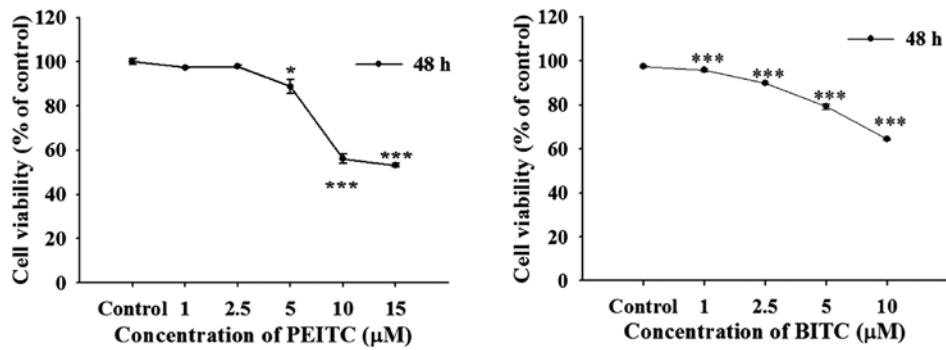 Cell viability (% of control)
120
100
80
60
40
20
0
48 h
*
***
***
Control 1 2.5 5 10 15
Concentration of PEITC (μM)
Cell viability (% of control)
120
100
80
60
40
20
0
48 h
***
***
***
***
Control 1 2.5 5 10
Concentration of BITC (μM)